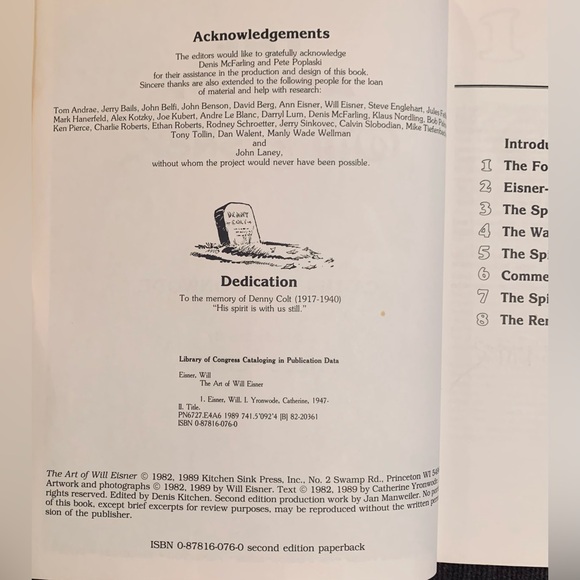 Acknowledgements
The editors would like to gratefully acknowledge
Denis McFarling and Pete Poplaski
for their assistance in the production and design of this book.
Sincere thanks are also extended to the following people for the loan
of material and help with research:
Tom Andrae, Jerry Bails, John Belfi, John Benson, David Berg, Ann Eisner, Will Eisner, Steve Englehart, Jules
Mark Hanerfeld, Alex Kotzky, Joe Kubert, Andre Le Blanc, Darryl Lum, Denis McFarling, Klaus Nordling, Bob
Ken Pierce, Charlie Roberts, Ethan Roberts, Rodney Schroetter, Jerry Sinkovec, Calvin Slobodian, Mike
Tony Tollin, Dan Walent, Manly Wade Wellman
and
John Laney,
without whom the project would never have been possible.
DENNY
COLT
Dedication
To the memory of Denny Colt (1917-1940)
"His spirit is with us still."
Library of Congress Cataloging in Publication Data
Eisner, Will
The Art of Will Eisner
1. Eisner, Will. I. Yronwode, Catherine, 1947-
II. Title.
PN6727.E4A6 1989 741.5'092'4 [B] 82-20361
ISBN 0-87816-076-0
The Art of Will Eisner © 1982, 1989 Kitchen Sink Press, Inc., No. 2 Swamp Rd., Princeton WI
Artwork and photographs © 1982, 1989 by Will Eisner. Text © 1982, 1989 by Catherine Yronwode.
rights reserved. Edited by Denis Kitchen. Second edition production work by Jan Manweiler. No
of this book, except brief excerpts for review purposes, may be reproduced without the written
sion of the publisher.
ISBN 0-87816-076-0 second edition paperback
Introdu
1 The Fo
2 Eisner-
3 The Sp
4 The Wa
5 The Spi
6 Comme
7 The Spi
8 The Ren